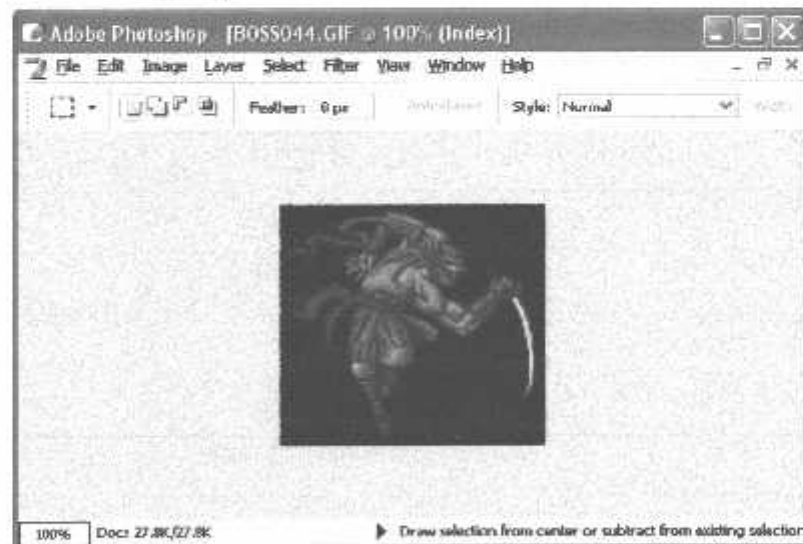 Adobe Photoshop [BOSS044.GIF @ 100% (Index)]
File Edit Image Layer Select Filter View Window Help
Feather: 0 px Style: Normal
100% Doc: 27.8K/27.8K Draw selection from center or subtract from existing selection